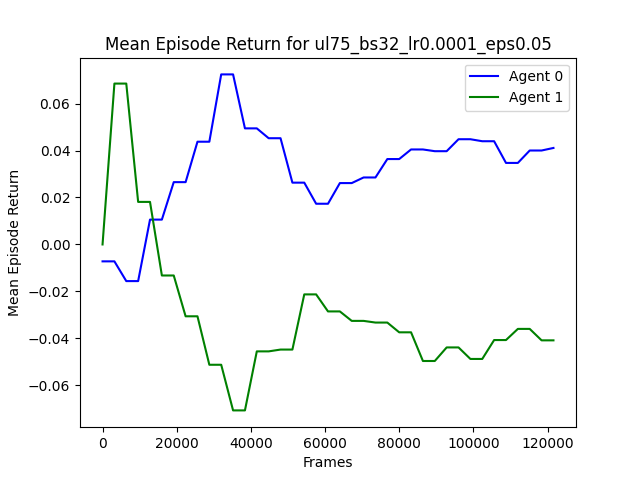 Mean Episode Return for ul75_bs32_lr0.0001_eps0.05
Agent 0
Agent 1
Mean Episode Return
0.06
0.04
0.02
0.00
−0.02
−0.04
−0.06
0
20000
40000
60000
80000
100000
120000
Frames